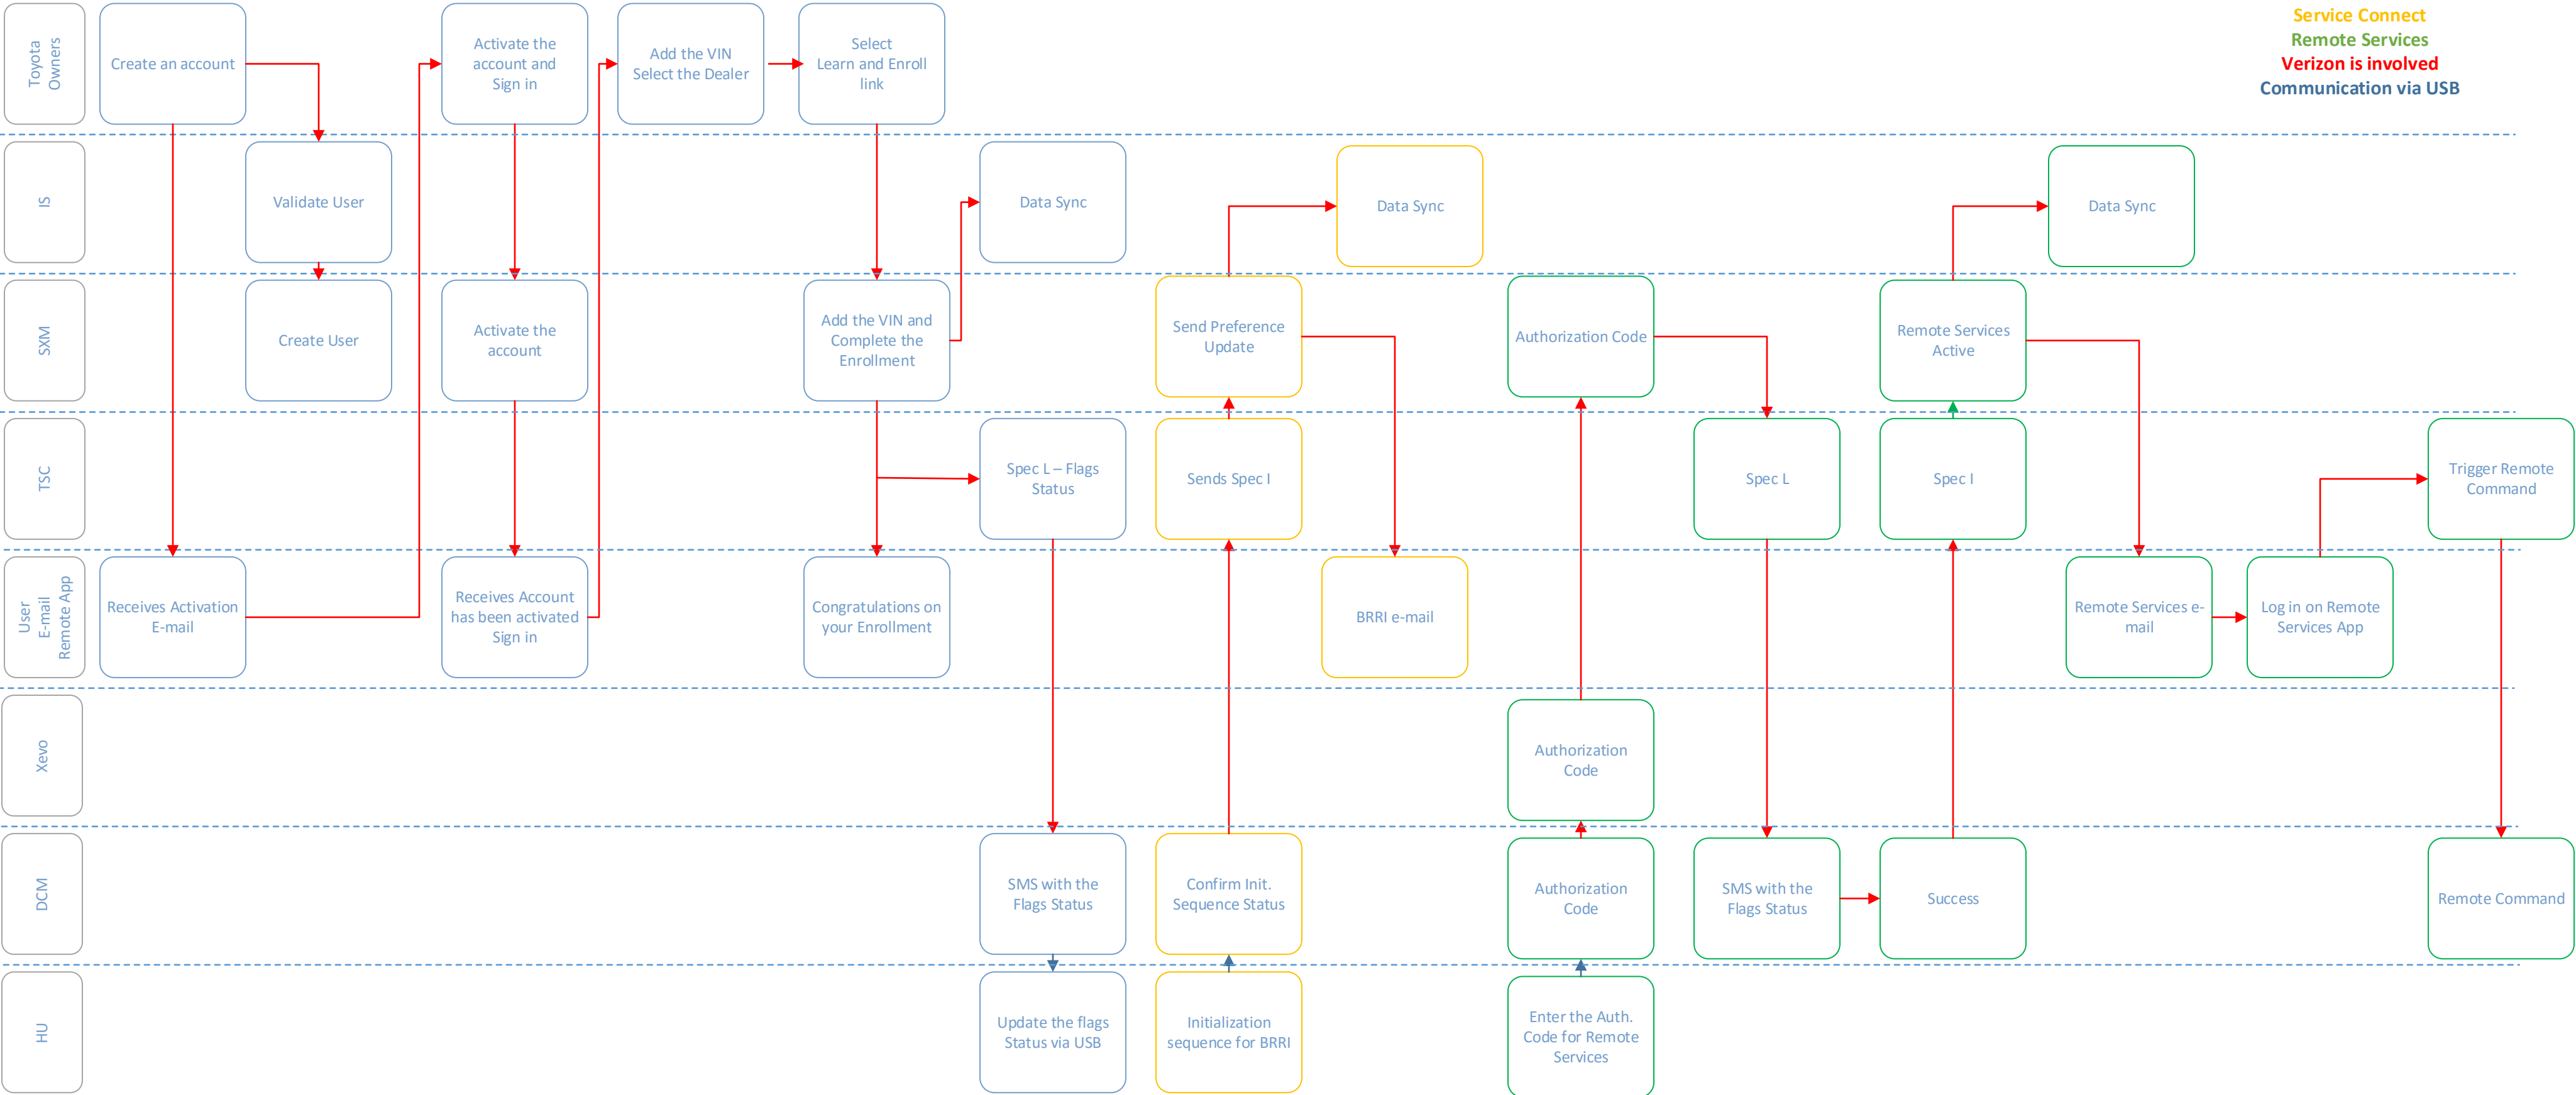 Toyota
Owners
Create an account
Activate the
account and
Sign in
Add the VIN
Select the Dealer
Select
Learn and Enroll
link
Service Connect
Remote Services
Verizon is involved
Communication via USB
IS
Validate User
Data Sync
Data Sync
Data Sync
SXM
Create User
Activate the
account
Add the VIN and
Complete the
Enrollment
Send Preference
Update
Authorization Code
Remote Services
Active
TSC
Spec L – Flags
Status
Sends Spec I
Spec L
Spec I
Trigger Remote
Command
User
E-mail
Remote App
Receives Activation
E-mail
Receives Account
has been activated
Sign in
Congratulations on
your Enrollment
BRRI e-mail
Remote Services e-
mail
Log in on Remote
Services App
Xevo
Authorization
Code
DCM
SMS with the
Flags Status
Confirm Init.
Sequence Status
Authorization
Code
SMS with the
Flags Status
Success
Remote Command
HU
Update the flags
Status via USB
Initialization
sequence for BRRI
Enter the Auth.
Code for Remote
Services